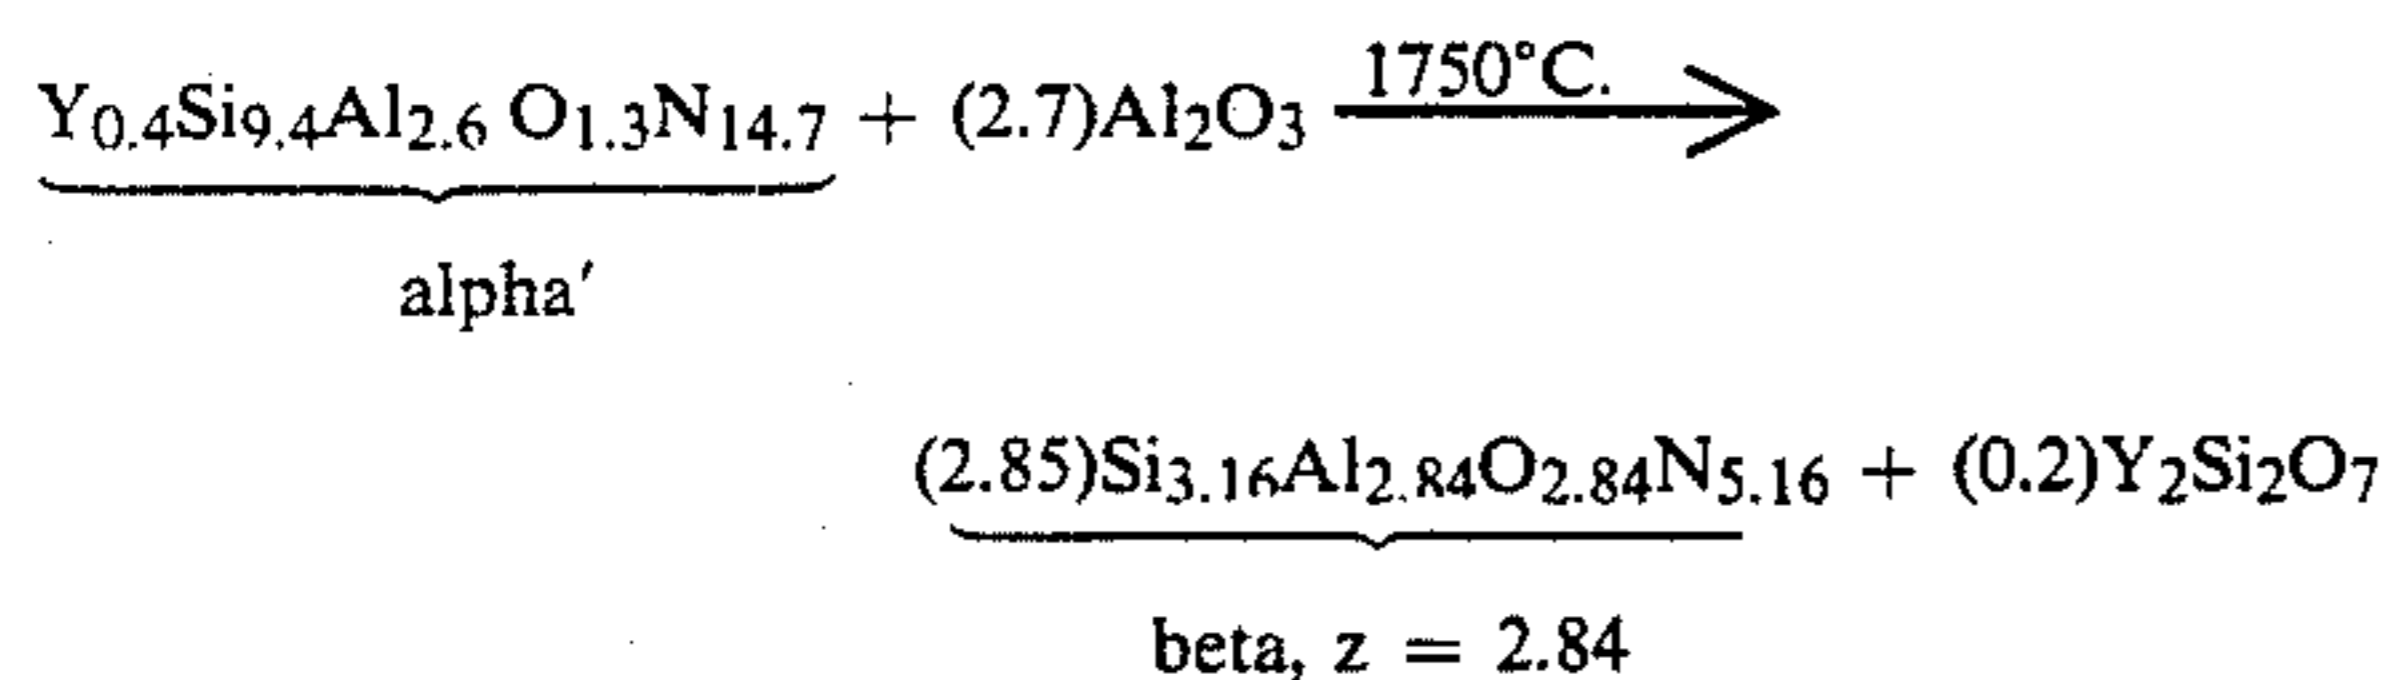 Y0.4Si9.4Al2.6 O1.3N14.7 + (2.7)Al2O3 1750°C.
alpha′
(2.85)Si3.16Al2.84O2.84N5.16 + (0.2)Y2Si2O7
beta, z = 2.84